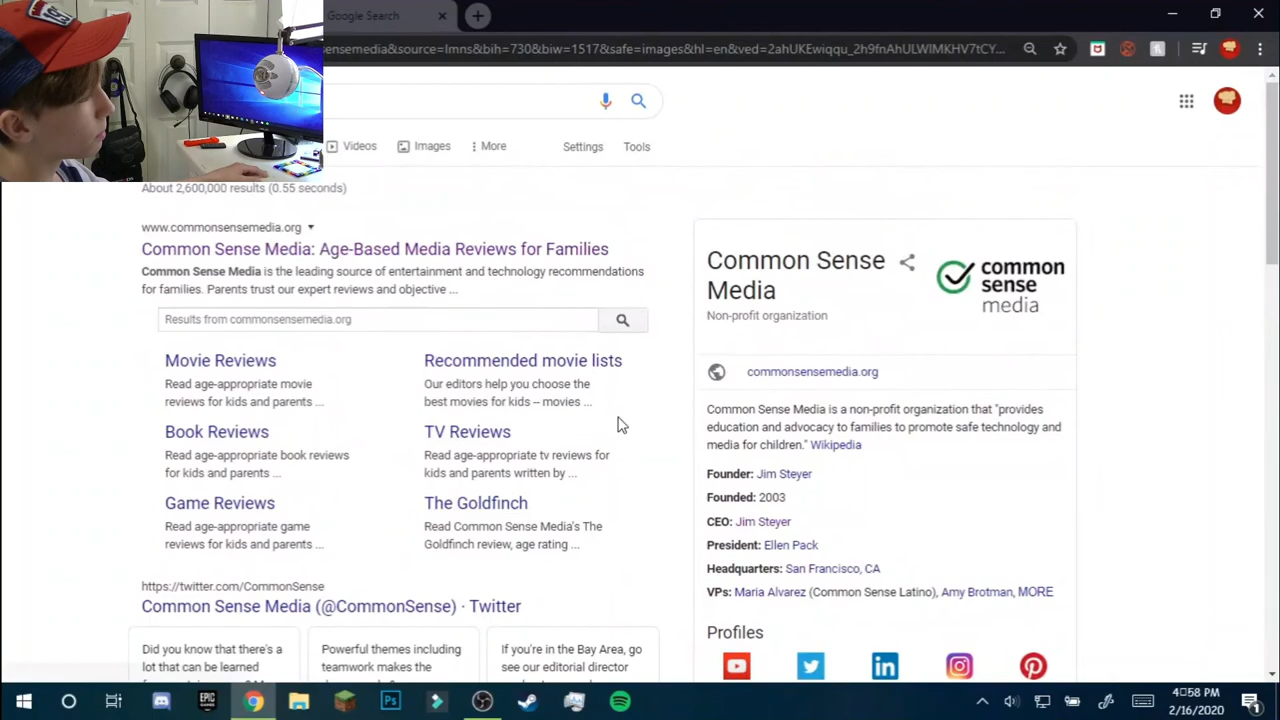 Google Search
sensemedia&source=lmns&bih=730&biw=1517&safe=images&hl=en&ved=2ahUKEwiqqu_2h9fnAhULWIMKHV7tCY...
Videos
Images
More
Settings
Tools
About 2,600,000 results (0.55 seconds)
www.commonsensemedia.org
Common Sense Media: Age-Based Media Reviews for Families
Common Sense Media is the leading source of entertainment and technology recommendations
for families. Parents trust our expert reviews and objective ...
Results from commonsensemedia.org
Movie Reviews
Read age-appropriate movie
reviews for kids and parents ...
Recommended movie lists
Our editors help you choose the
best movies for kids – movies ...
Book Reviews
Read age-appropriate book reviews
for kids and parents ...
TV Reviews
Read age-appropriate tv reviews for
kids and parents written by ...
Game Reviews
Read age-appropriate game
reviews for kids and parents ...
The Goldfinch
Read Common Sense Media's The
Goldfinch review, age rating ...
https://twitter.com/CommonSense
Common Sense Media (@CommonSense) · Twitter
Did you know that there's a
lot that can be learned
Powerful themes including
teamwork makes the
If you're in the Bay Area, go
see our editorial director
Common Sense
Media
Non-profit organization
common
sense
media
commonsensemedia.org
Common Sense Media is a non-profit organization that "provides
education and advocacy to families to promote safe technology and
media for children." Wikipedia
Founder: Jim Steyer
Founded: 2003
CEO: Jim Steyer
President: Ellen Pack
Headquarters: San Francisco, CA
VPs: Maria Alvarez (Common Sense Latino), Amy Brotman, MORE
Profiles
EPIC
GAMES
Ps
4:58 PM
2/16/2020
1